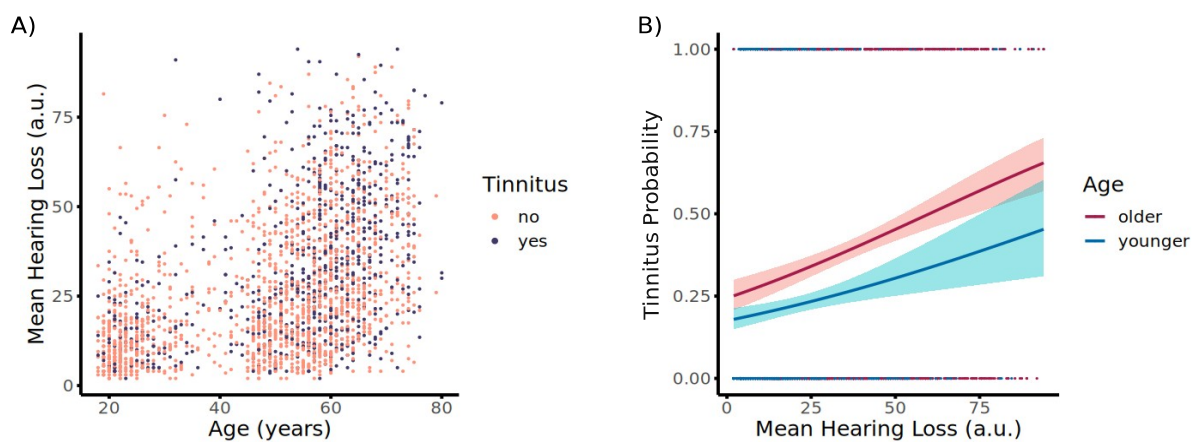 A)
Mean Hearing Loss (a.u.)
75
50
25
0
20 40 60 80
Age (years)
Tinnitus
no
yes
B)
Tinnitus Probability
1.00
0.75
0.50
0.25
0.00
0 25 50 75
Mean Hearing Loss (a.u.)
Age
older
younger